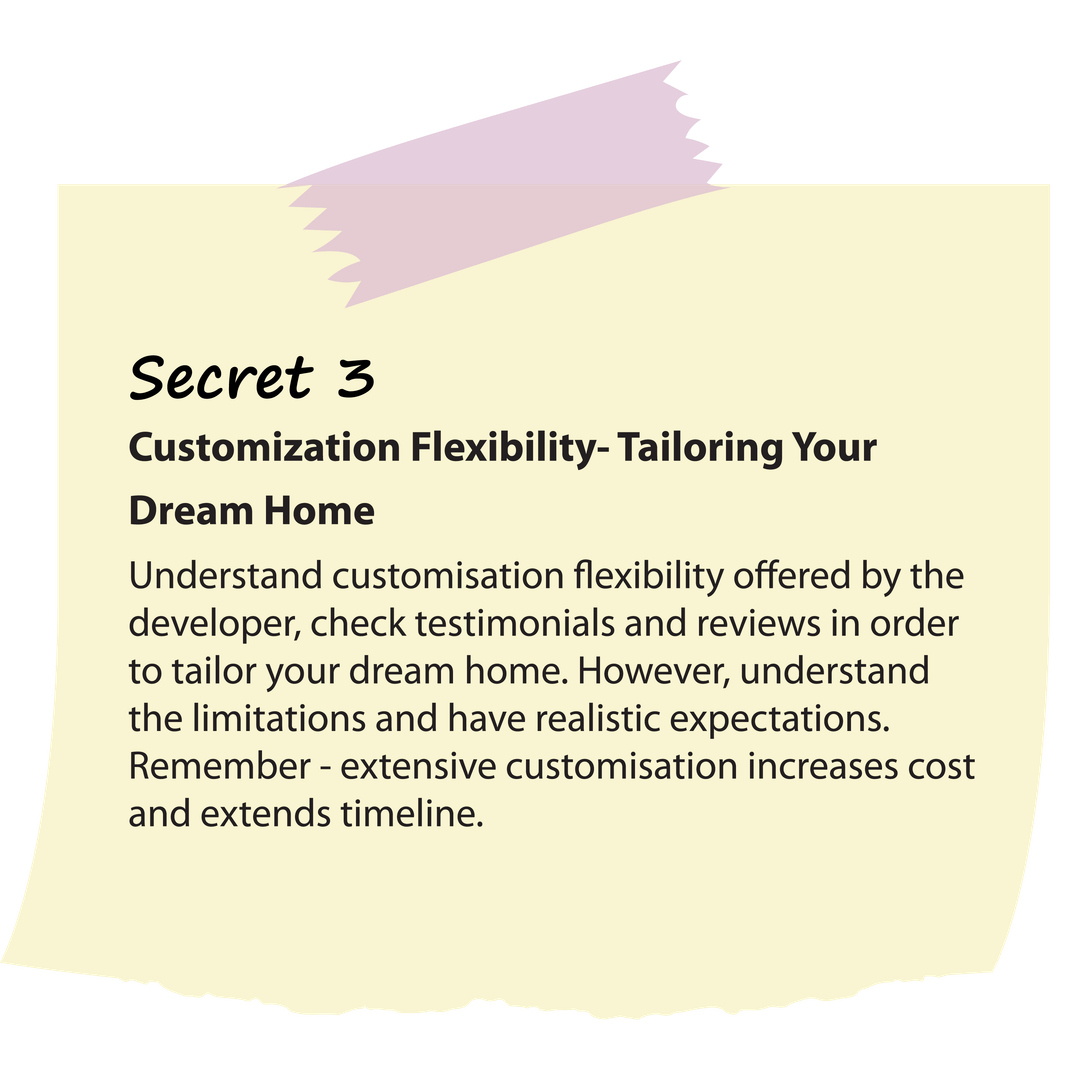 Secret 3
Customization Flexibility- Tailoring Your
Dream Home
Understand customisation flexibility offered by the
developer, check testimonials and reviews in order
to tailor your dream home. However, understand
the limitations and have realistic expectations.
Remember - extensive customisation increases cost
and extends timeline.